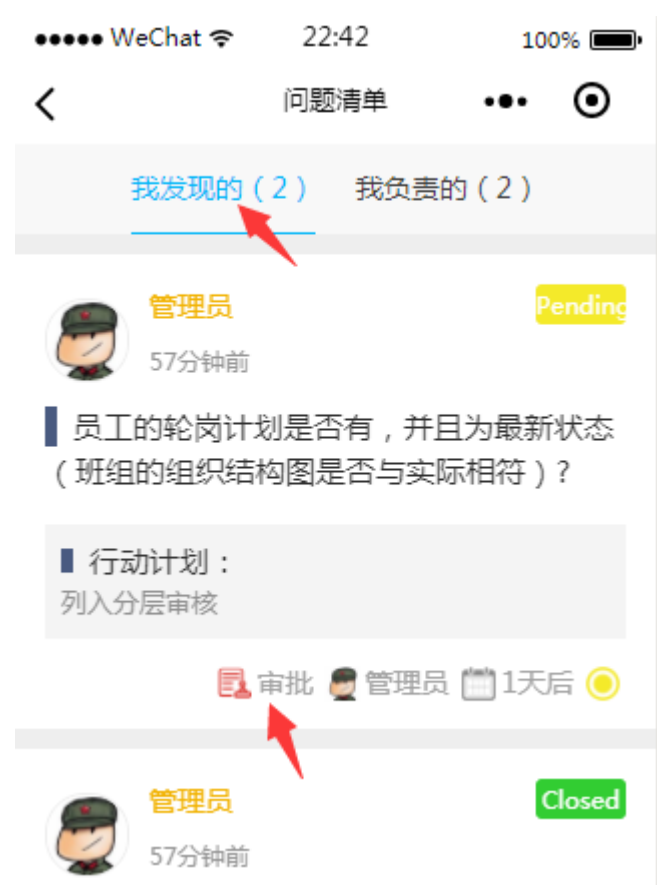 WeChat 22:42 100%
问题清单
我发现的（2） 我负责的（2）
管理员 Pending
57分钟前
员工的轮岗计划是否有，并且为最新状态
（班组的组织结构图是否与实际相符）？
行动计划：
列入分层审核
审批 管理员 1天后
管理员 Closed
57分钟前